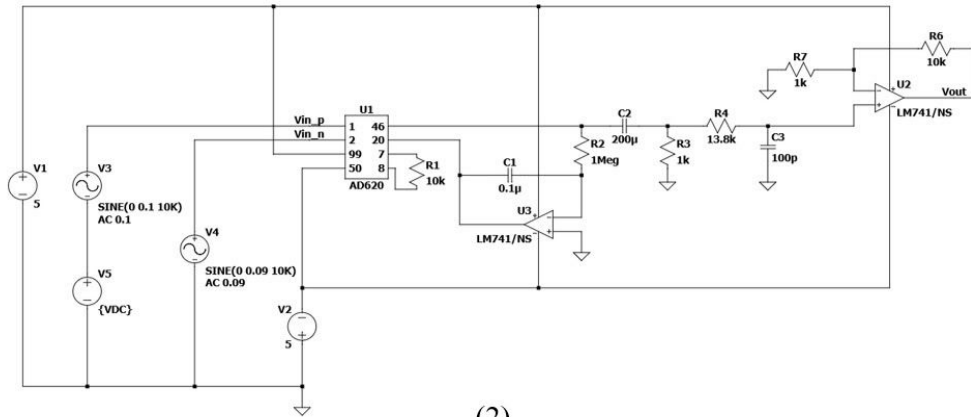 R6
10k
R7
1k
U2
Vout
LM741/NS
U1
Vin_p
Vin_n
1 46
2 20
99 7
50 8
AD620
R1
10k
C2
200µ
R4
13.8k
R2
1Meg
R3
1k
C3
100p
C1
0.1µ
U3
LM741/NS
V1
5
V3
SINE(0 0.1 10K)
AC 0.1
V4
SINE(0 0.09 10K)
AC 0.09
V5
{VDC}
V2
5
(2)